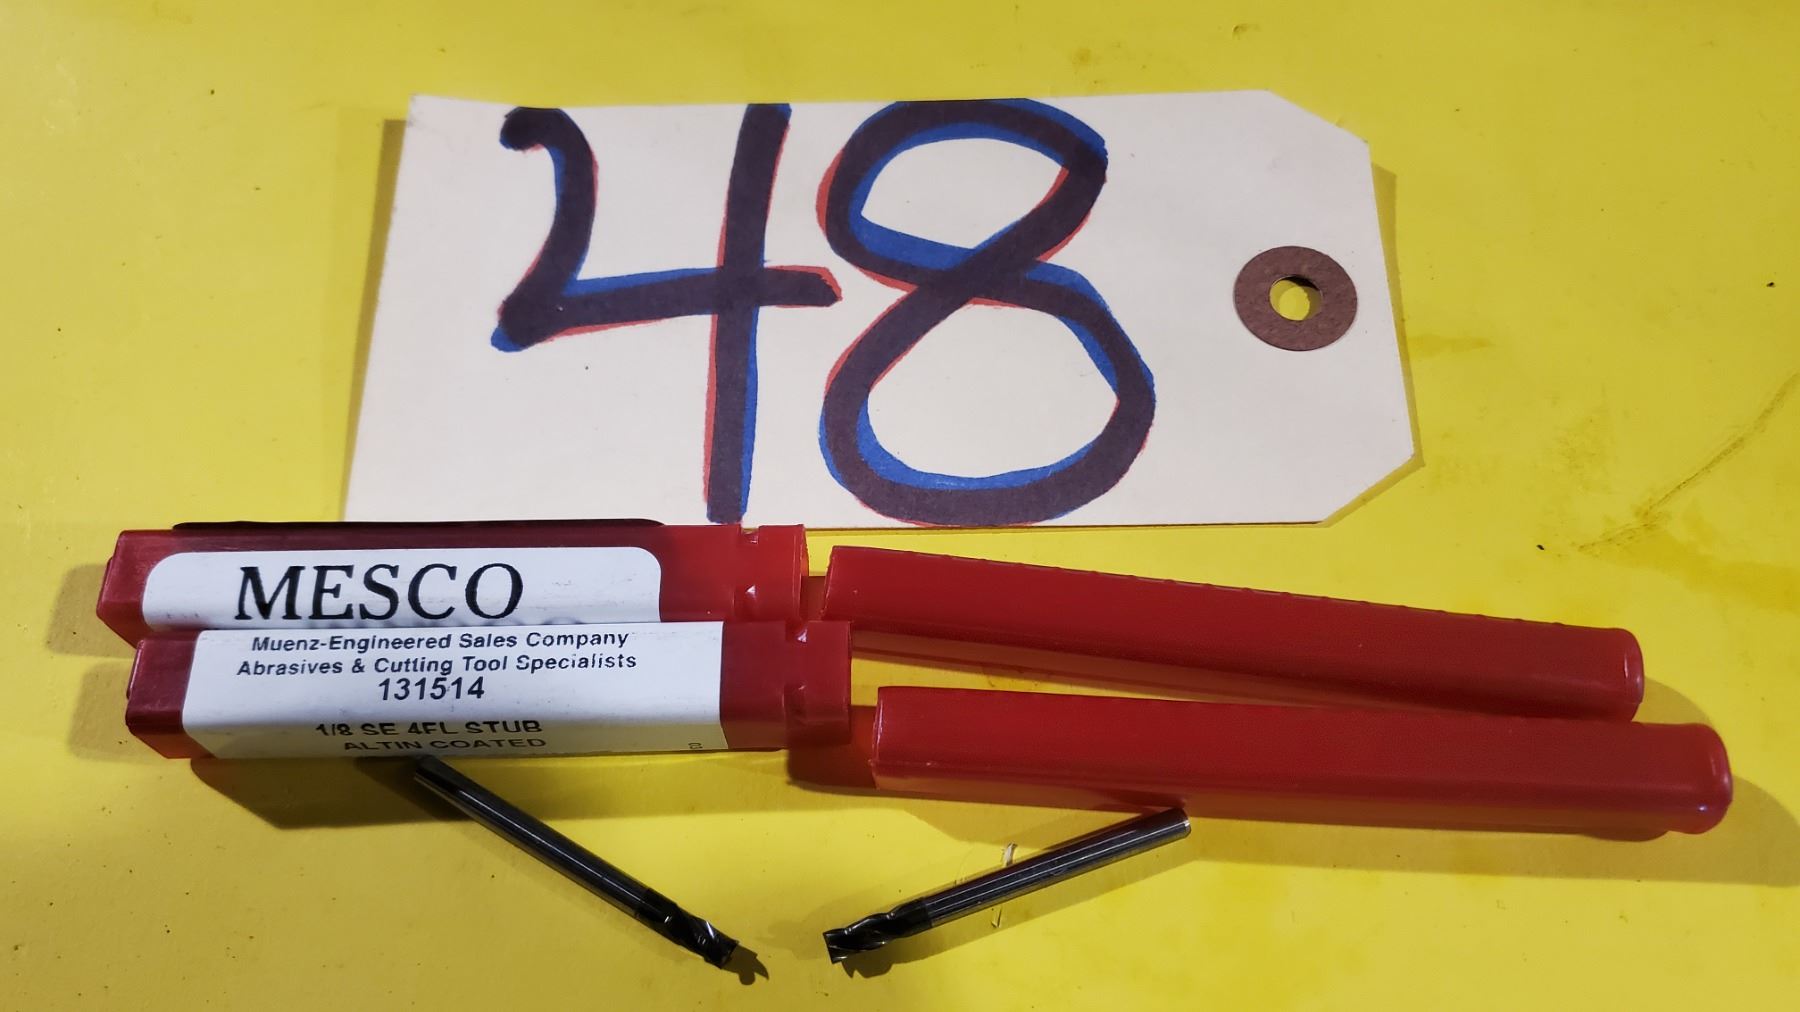 48
MESCO
Muenz-Engineered Sales Company
Abrasives & Cutting Tool Specialists
131514
1/8 SE 4FL STUB
ALTIN COATED